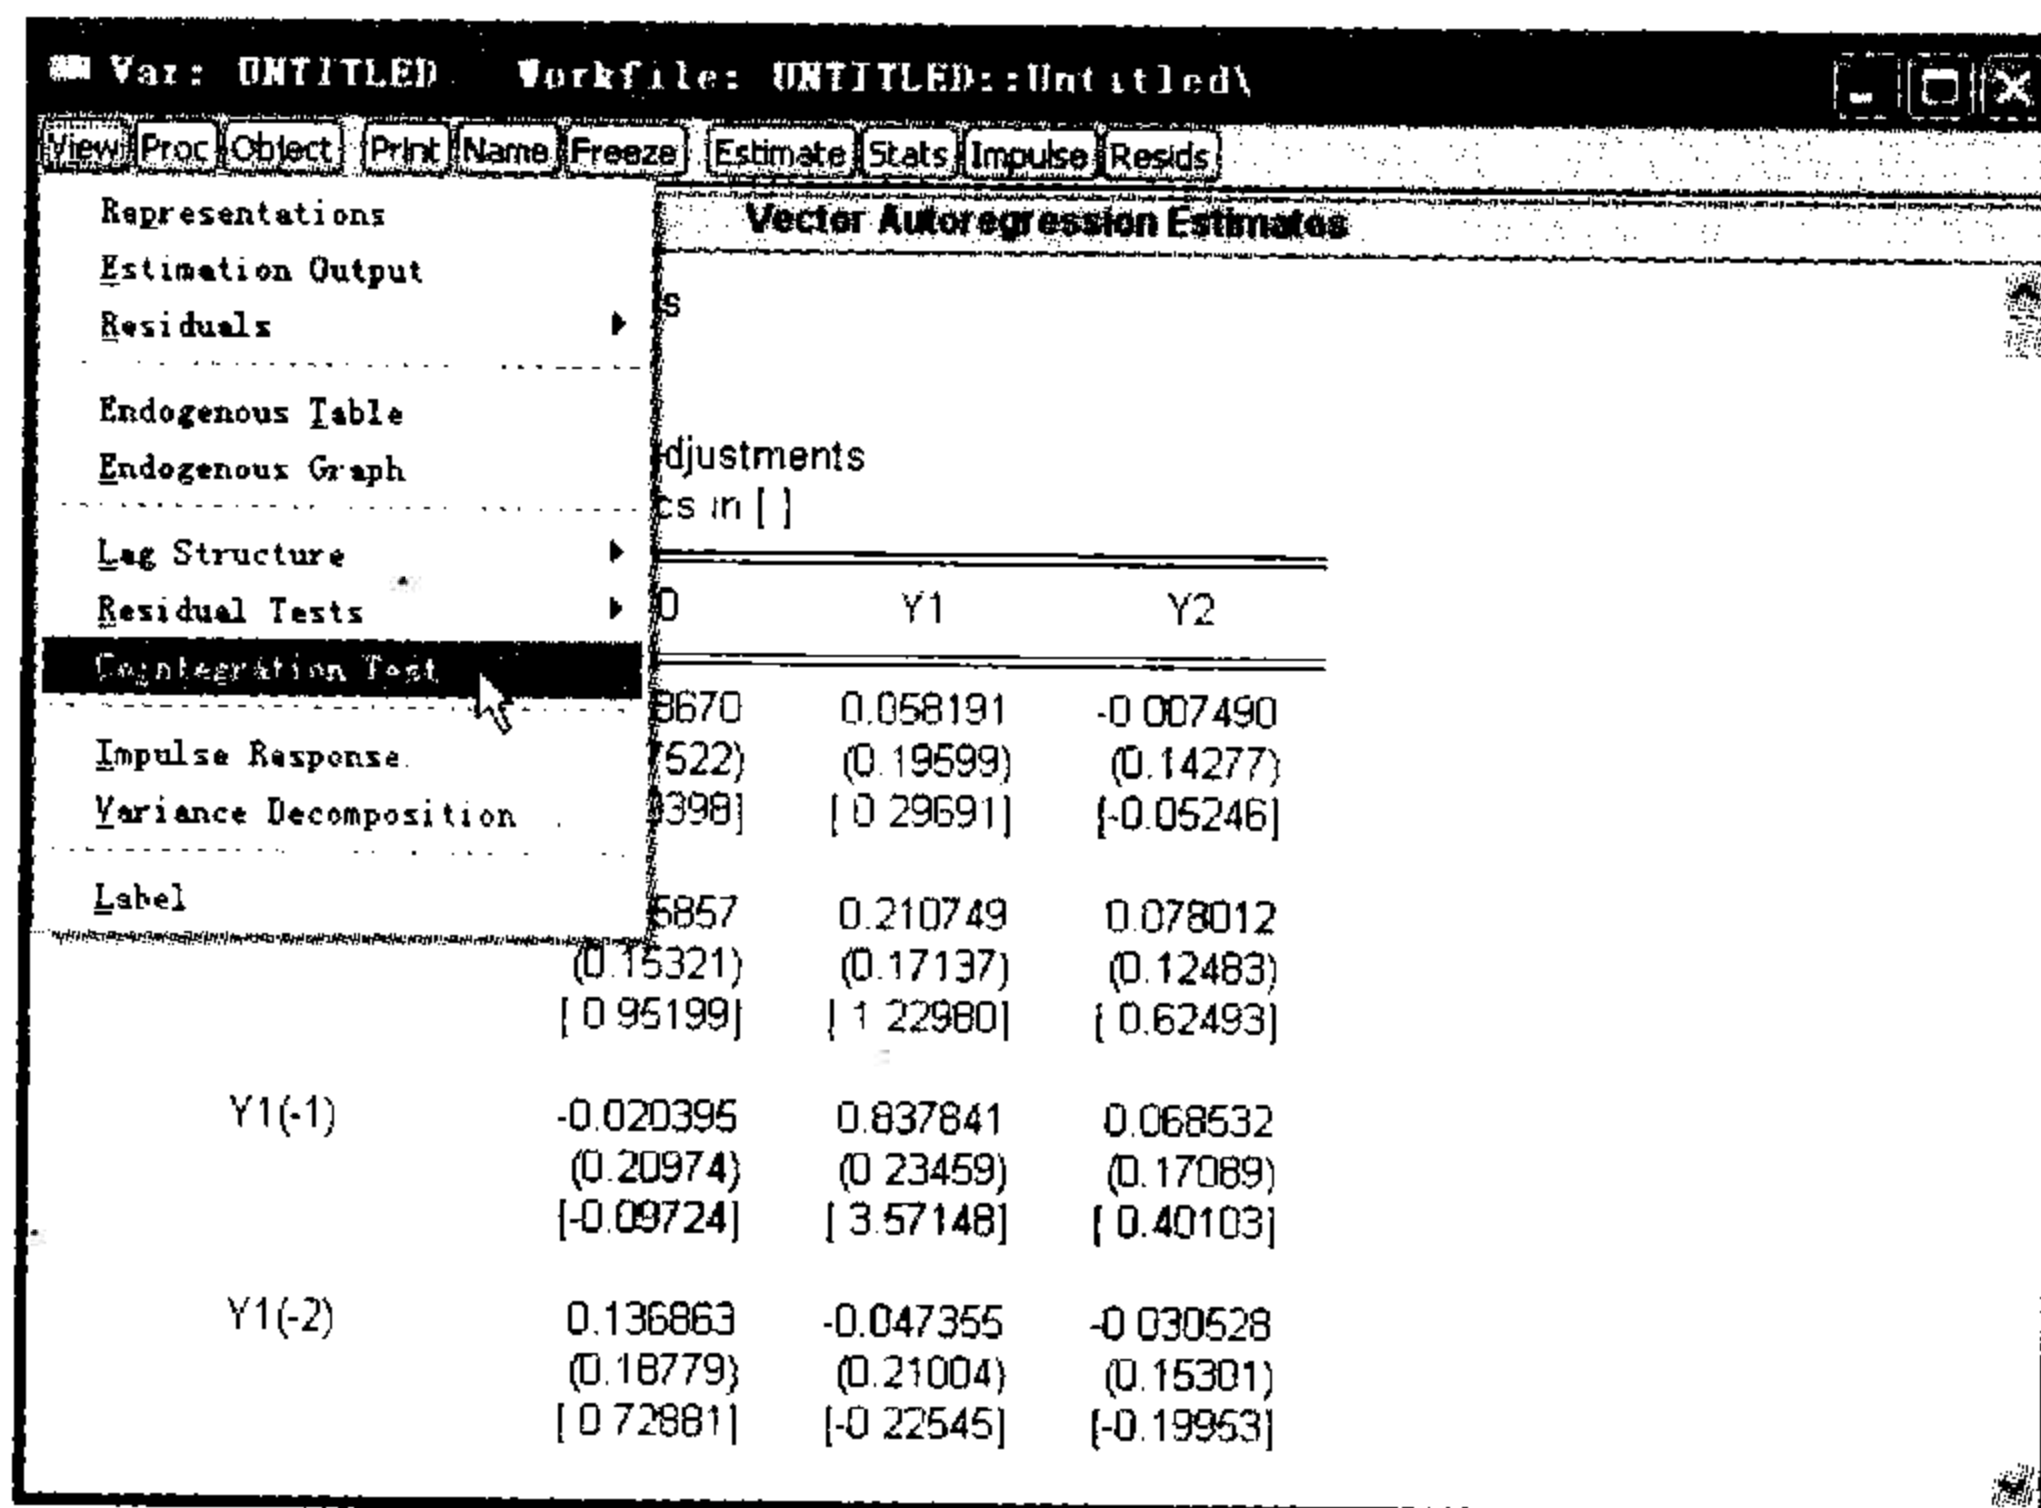 Var: UNTITLED Workfile: UNTITLED::Untitled\
View Proc Object Print Name Freeze Estimate Stats Impulse Resids
Vector Autoregression Estimates
Representations
Estimation Output
Residuals
Endogenous Table
Endogenous Graph
Lag Structure
Residual Tests
Cointegration Test
Impulse Response
Variance Decomposition
Label
s
djustments
cs in [ ]
0 Y1 Y2
8670 0.058191 -0.007490
522) (0.19599) (0.14277)
398] [ 0.29691] [-0.05246]
5857 0.210749 0.078012
(0.15321) (0.17137) (0.12483)
[ 0.95199] [ 1.22980] [ 0.62493]
Y1(-1) -0.020395 0.837841 0.068532
(0.20974) (0.23459) (0.17089)
[-0.09724] [ 3.57148] [ 0.40103]
Y1(-2) 0.136863 -0.047355 -0.030528
(0.18779) (0.21004) (0.15301)
[ 0.72881] [-0.22545] [-0.19953]